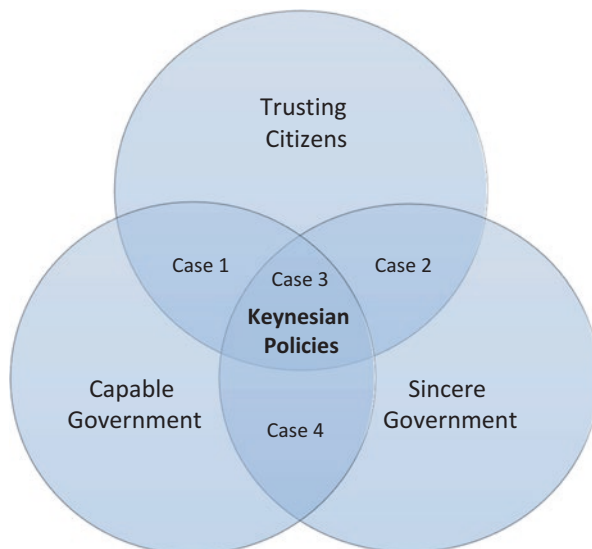 Trusting
Citizens
Case 1
Case 3
Case 2
Keynesian
Policies
Capable
Government
Sincere
Government
Case 4